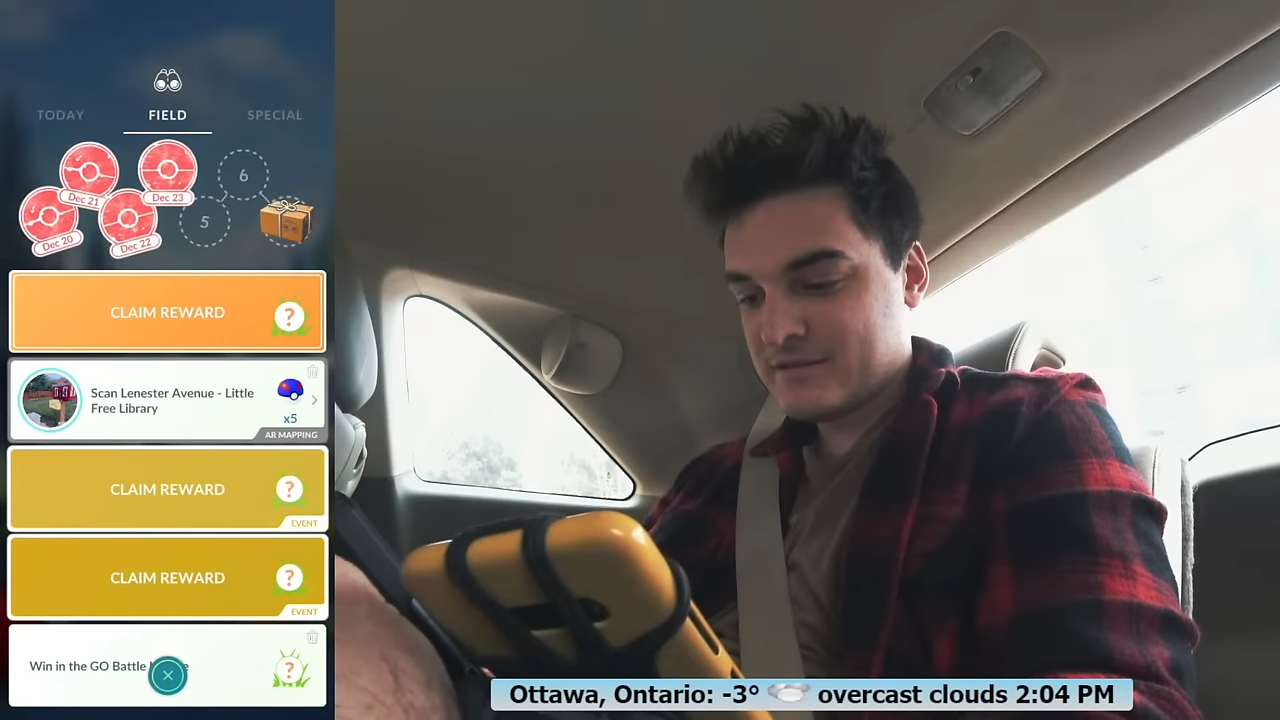 TODAY
FIELD
SPECIAL
Dec 21
Dec 23
6
Dec 20
Dec 22
5
CLAIM REWARD
?
Scan Lenester Avenue - Little
Free Library
x5
AR MAPPING
CLAIM REWARD
?
EVENT
CLAIM REWARD
?
EVENT
Win in the GO Battle
?
Ottawa, Ontario: -3° overcast clouds 2:04 PM